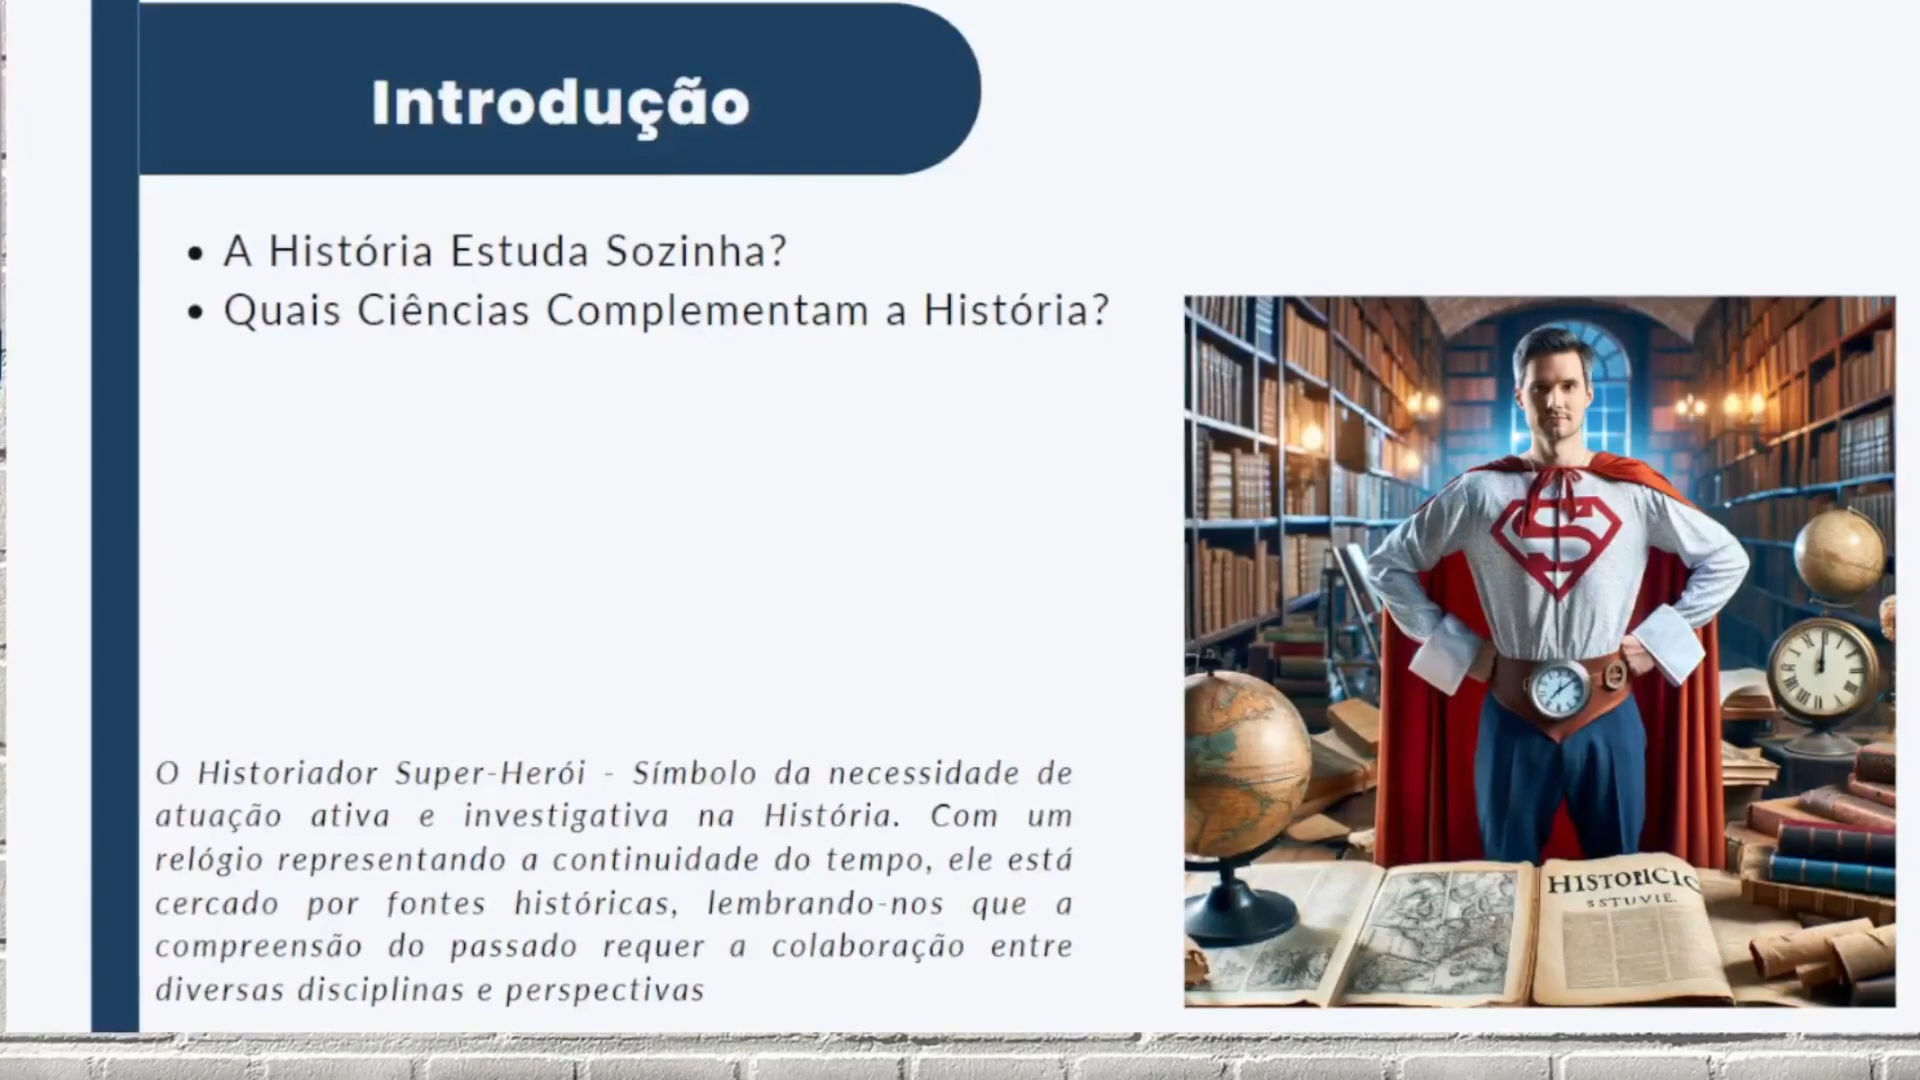 Introdução
• A História Estuda Sozinha?
• Quais Ciências Complementam a História?
O Historiador Super-Herói - Símbolo da necessidade de
atuação ativa e investigativa na História. Com um
relógio representando a continuidade do tempo, ele está
cercado por fontes históricas, lembrando-nos que a
compreensão do passado requer a colaboração entre
diversas disciplinas e perspectivas
S